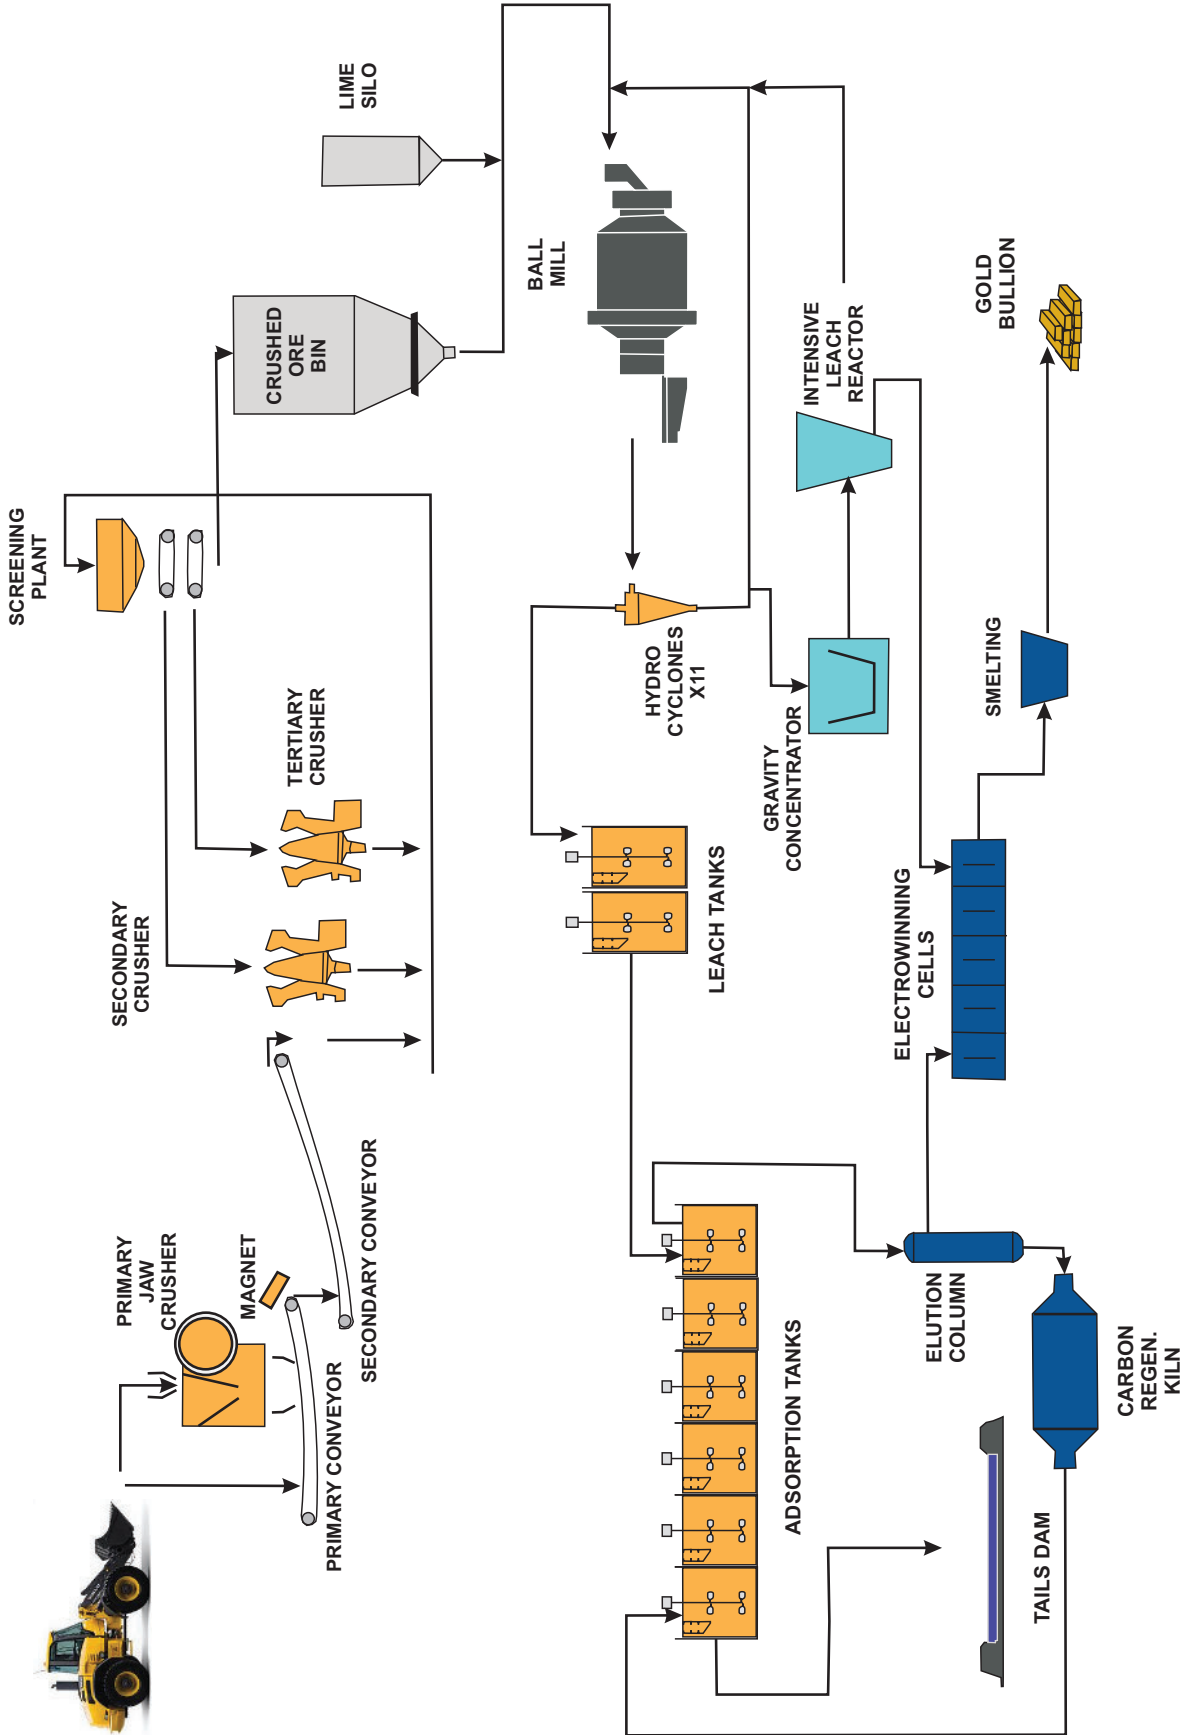 PRIMARY
JAW
CRUSHER
MAGNET
PRIMARY CONVEYOR
SECONDARY CONVEYOR
SECONDARY
CRUSHER
TERTIARY
CRUSHER
SCREENING
PLANT
CRUSHED
ORE
BIN
LIME
SILO
BALL
MILL
HYDRO
CYCLONES
X11
LEACH TANKS
ADSORPTION TANKS
GRAVITY
CONCENTRATOR
INTENSIVE
LEACH
REACTOR
ELUTION
COLUMN
ELECTROWINNING
CELLS
SMELTING
GOLD
BULLION
TAILS DAM
CARBON
REGEN.
KILN